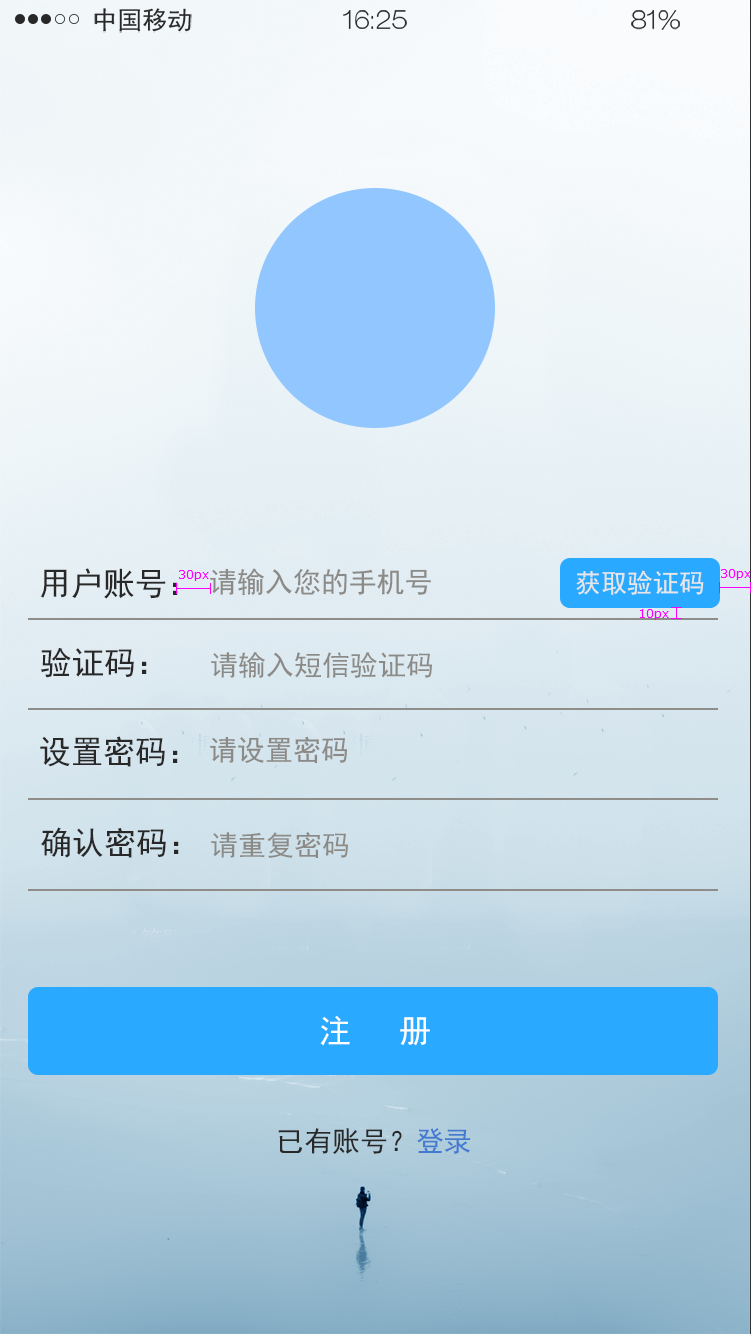 中国移动 16:25 81%
用户账号： 30px 请输入您的手机号 获取验证码 30px
10px
验证码： 请输入短信验证码
设置密码： 请设置密码
确认密码： 请重复密码
注 册
已有账号？登录